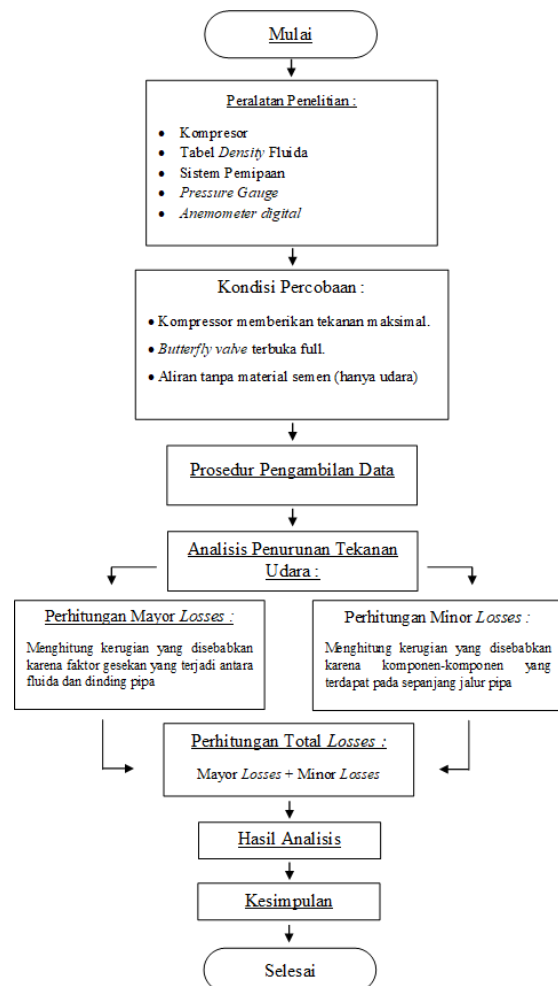 Mulai
Peralatan Penelitian :
• Kompresor
• Tabel Density Fluida
• Sistem Pemipaan
• Pressure Gauge
• Anemometer digital
Kondisi Percobaan :
• Kompressor memberikan tekanan maksimal.
• Butterfly valve terbuka full.
• Aliran tanpa material semen (hanya udara)
Prosedur Pengambilan Data
Analisis Penurunan Tekanan
Udara :
Perhitungan Mayor Losses :
Menghitung kerugian yang disebabkan
karena faktor gesekan yang terjadi antara
fluida dan dinding pipa
Perhitungan Minor Losses :
Menghitung kerugian yang disebabkan
karena komponen-komponen yang
terdapat pada sepanjang jalur pipa
Perhitungan Total Losses :
Mayor Losses + Minor Losses
Hasil Analisis
Kesimpulan
Selesai